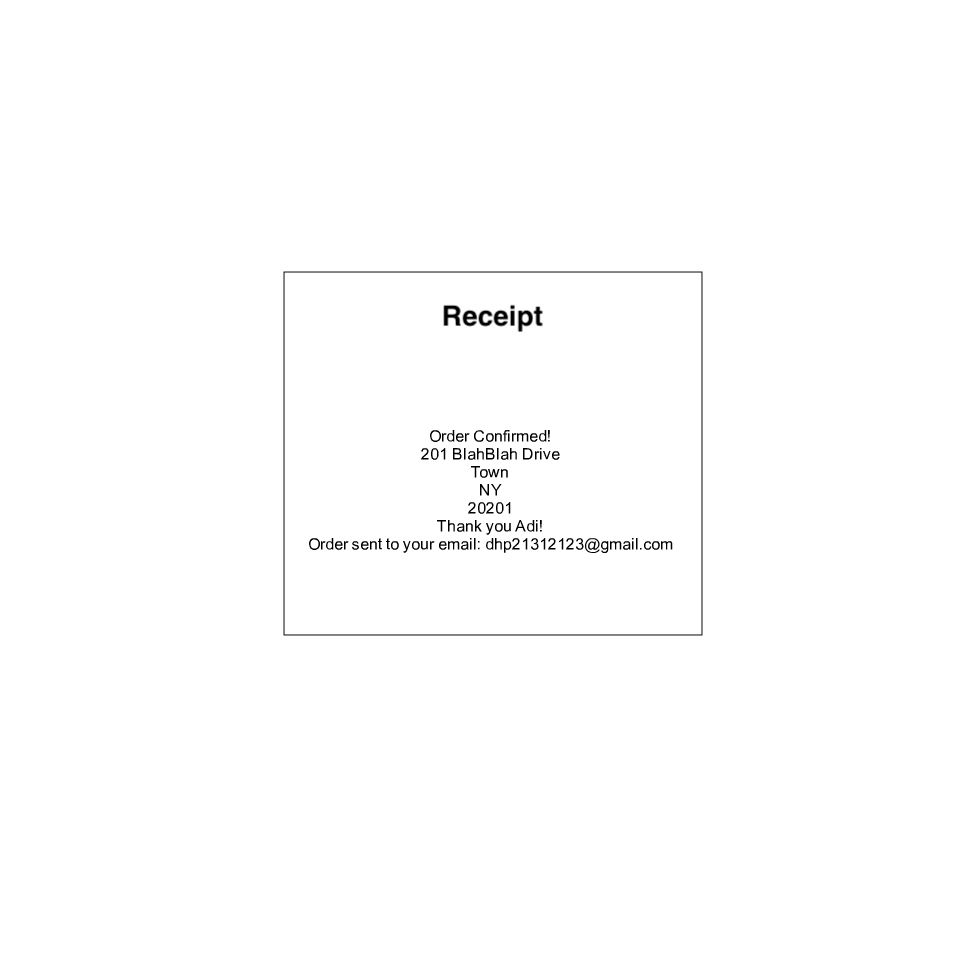 Receipt
Order Confirmed!
201 BlahBlah Drive
Town
NY
20201
Thank you Adi!
Order sent to your email: dhp21312123@gmail.com